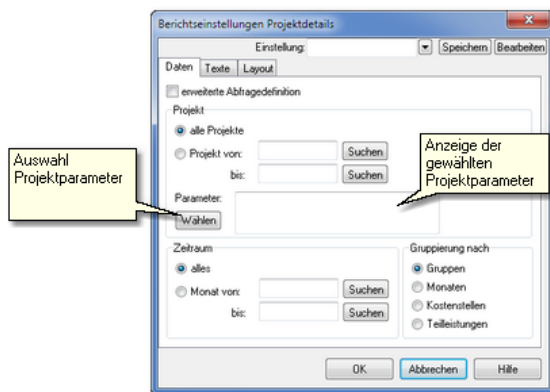 Berichtseinstellungen Projektdetails
Einstellung: Speichern Bearbeiten
Daten Texte Layout
erweiterte Abfragedefinition
Projekt
alle Projekte
Projekt von: Suchen
bis: Suchen
Auswahl
Projektparameter
Anzeige der
gewählten
Projektparameter
Parameter:
Wählen
Zeitraum
alles
Monat von: Suchen
bis: Suchen
Gruppierung nach
Gruppen
Monaten
Kostenstellen
Teilleistungen
OK Abbrechen Hilfe